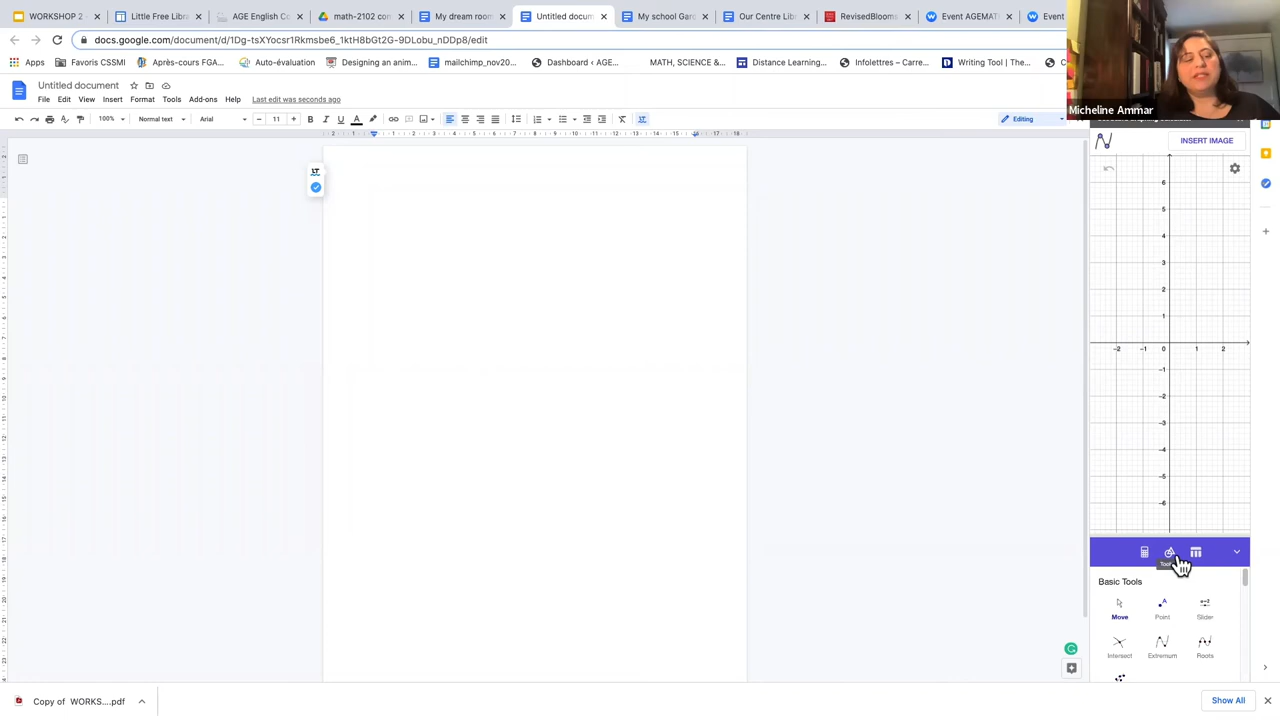 WORKSHOP 2
Little Free Libra
AGE English Co
math-2102 con
My dream room
Untitled docum
My school Gard
Our Centre Libr
RevisedBlooms
Event AGEMATH
Event
docs.google.com/document/d/1Dg-tsXYocsr1Rkmsbe6_1ktH8bGt2G-9DLobu_nDDp8/edit
Apps
Favoris CSSMI
Après-cours FGA...
Auto-évaluation
Designing an anim...
mailchimp_nov20...
Dashboard ‹ AGE...
MATH, SCIENCE &...
Distance Learning...
Infolettres – Carre...
Writing Tool | The...
Untitled document
File Edit View Insert Format Tools Add-ons Help Last edit was seconds ago
100% Normal text Arial 11 Editing
Micheline Ammar
INSERT IMAGE
6
5
4
3
2
1
-2 -1 0 1 2
-1
-2
-3
-4
-5
-6
Basic Tools
Move Point Slider
Intersect Extremum Roots
Copy of WORKS....pdf
Show All